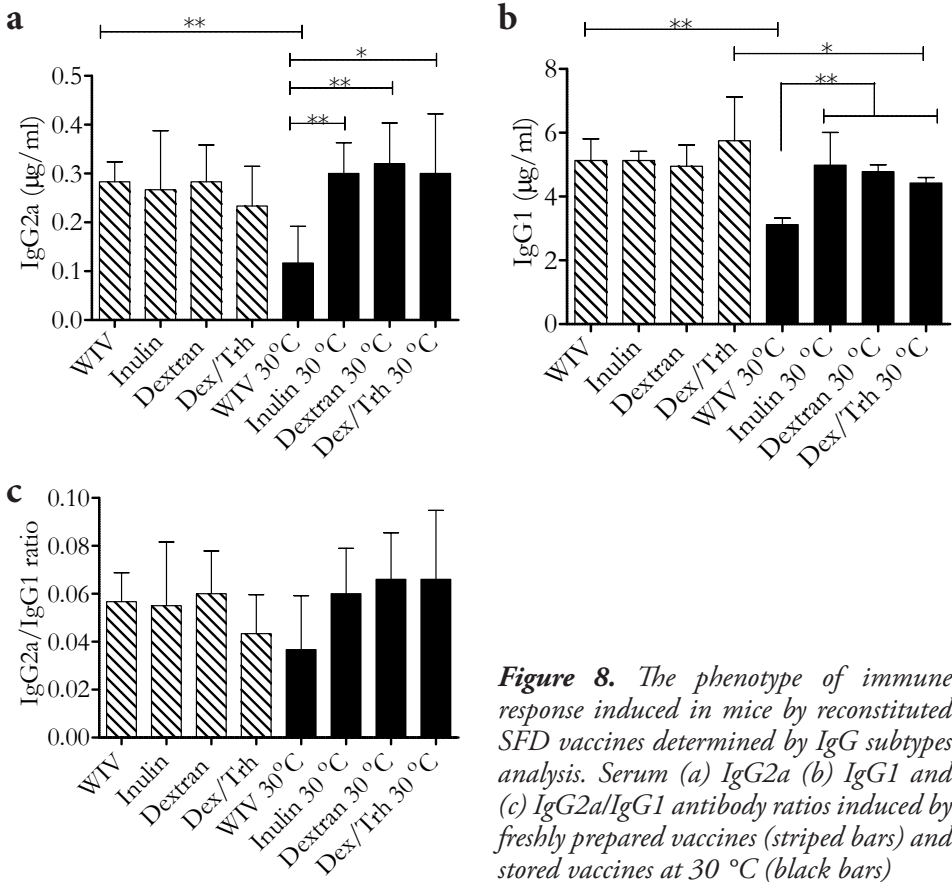 a
**
*
**
**
IgG2a (µg/ml)
0.5
0.4
0.3
0.2
0.1
0.0
WIV
Inulin
Dextran
Dex/Trh
WIV 30°C
Inulin 30 °C
Dextran 30 °C
Dex/Trh 30 °C
b
**
*
**
IgG1 (µg/ml)
8
6
4
2
0
WIV
Inulin
Dextran
Dex/Trh
WIV 30°C
Inulin 30 °C
Dextran 30 °C
Dex/Trh 30 °C
c
IgG2a/IgG1 ratio
0.10
0.08
0.06
0.04
0.02
0.00
WIV
Inulin
Dextran
Dex/Trh
WIV 30°C
Inulin 30 °C
Dextran 30 °C
Dex/Trh 30 °C
Figure 8. The phenotype of immune
response induced in mice by reconstituted
SFD vaccines determined by IgG subtypes
analysis. Serum (a) IgG2a (b) IgG1 and
(c) IgG2a/IgG1 antibody ratios induced by
freshly prepared vaccines (striped bars) and
stored vaccines at 30 °C (black bars)